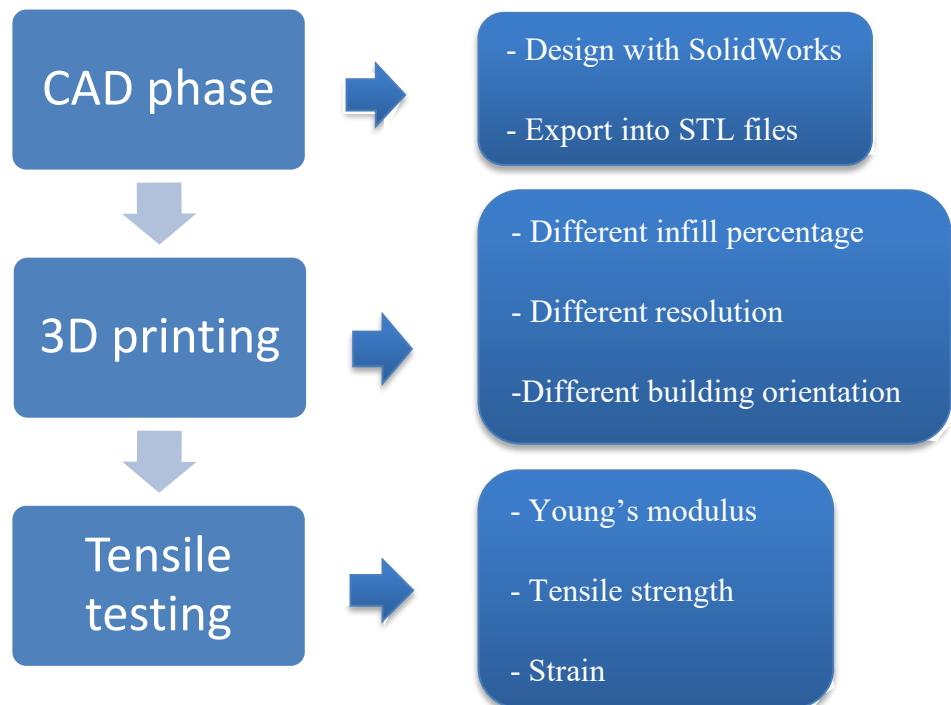 CAD phase
- Design with SolidWorks
- Export into STL files
3D printing
- Different infill percentage
- Different resolution
-Different building orientation
Tensile
testing
- Young’s modulus
- Tensile strength
- Strain